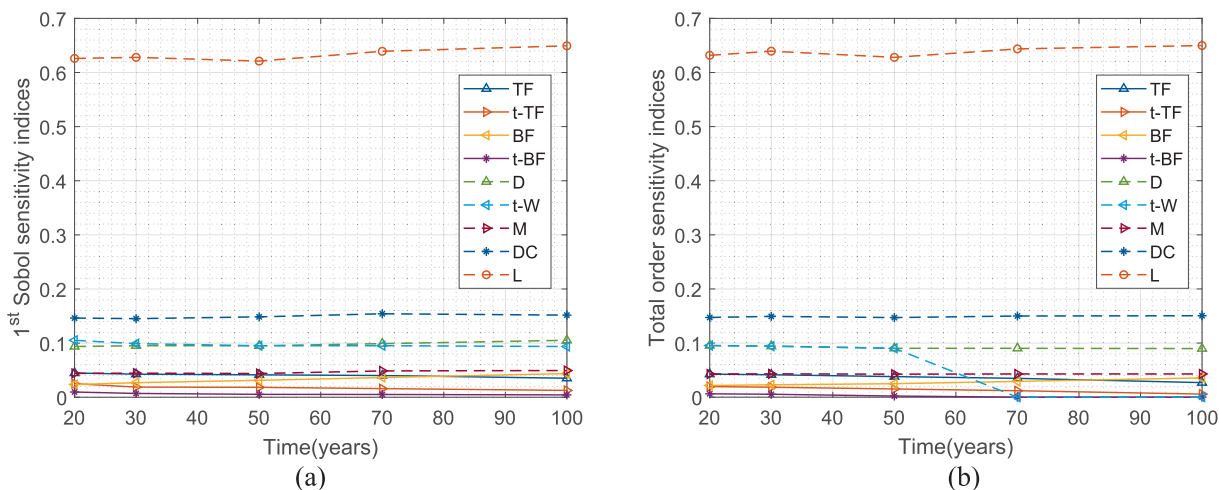 0.7
0.6
0.5
0.4
0.3
0.2
0.1
0
1st Sobol sensitivity indices
20 30 40 50 60 70 80 90 100
Time(years)
TF
t-TF
BF
t-BF
D
t-W
M
DC
L
(a)
0.7
0.6
0.5
0.4
0.3
0.2
0.1
0
Total order sensitivity indices
20 30 40 50 60 70 80 90 100
Time(years)
TF
t-TF
BF
t-BF
D
t-W
M
DC
L
(b)